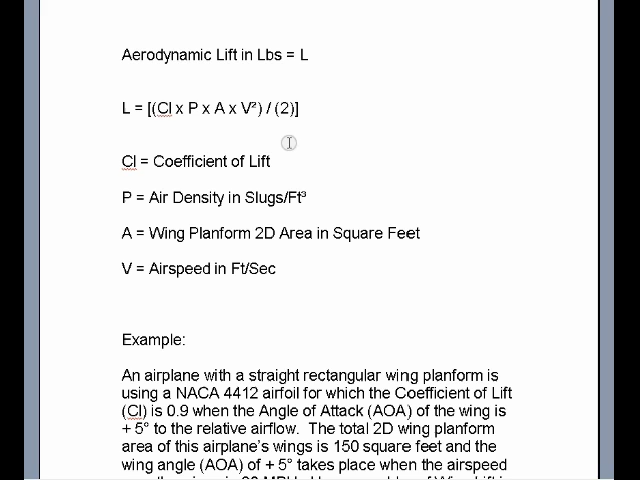 Aerodynamic Lift in Lbs = L
L = [(Cl x P x A x V²) / (2)]
Cl = Coefficient of Lift
P = Air Density in Slugs/Ft³
A = Wing Planform 2D Area in Square Feet
V = Airspeed in Ft/Sec
Example:
An airplane with a straight rectangular wing planform is
using a NACA 4412 airfoil for which the Coefficient of Lift
(Cl) is 0.9 when the Angle of Attack (AOA) of the wing is
+ 5° to the relative airflow.  The total 2D wing planform
area of this airplane's wings is 150 square feet and the
wing angle (AOA) of + 5° takes place when the airspeed